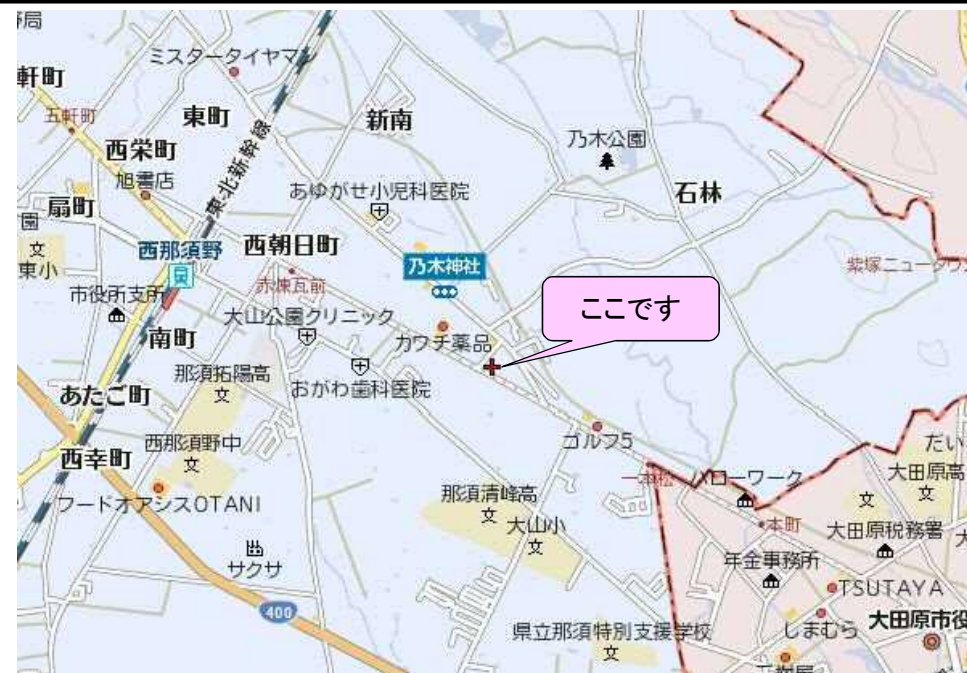 局
ミスタータイヤマン
軒町
五軒町
東町
新南
西栄町
東北新幹線
乃木公園
旭書店
あゆがせ小児科医院
石林
扇町
園
文
東小
西那須野
西朝日町
乃木神社
紫塚ニュータウ
市役所支所
赤煉瓦前
ここです
大山公園クリニック
南町
カワチ薬品
那須拓陽高
文
おがわ歯科医院
あたご町
西那須野中
文
ゴルフ5
西幸町
だい
大田原高
文
一本松
ハローワーク
フードオアシスOTANI
那須清峰高
文
文
大山小
文
本町
大田原税務署
大
サクサ
年金事務所
TSUTAYA
400
しまむら
大田原市役
県立那須特別支援学校
文